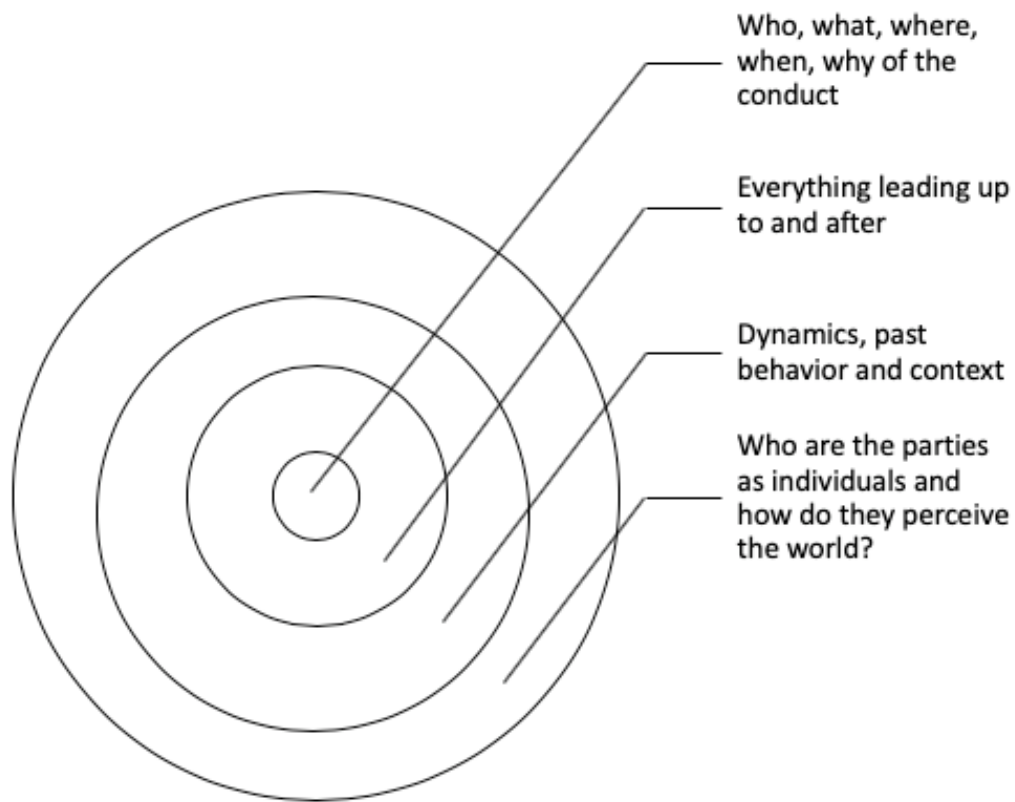 Who, what, where,
when, why of the
conduct
Everything leading up
to and after
Dynamics, past
behavior and context
Who are the parties
as individuals and
how do they perceive
the world?